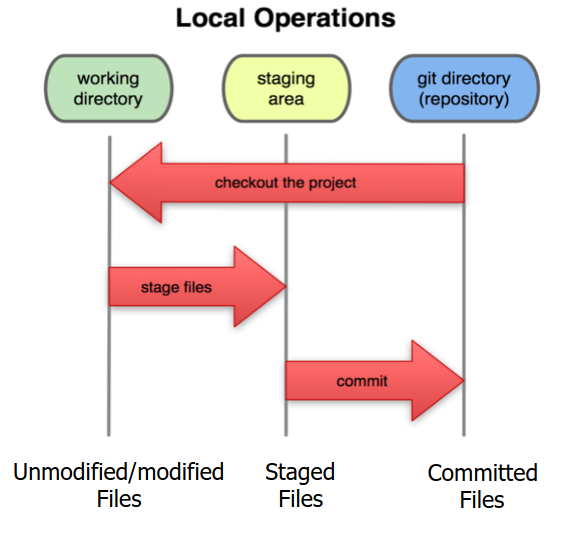 Local Operations
working
directory
staging
area
git directory
(repository)
checkout the project
stage files
commit
Unmodified/modified
Files
Staged
Files
Committed
Files